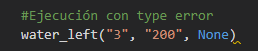 #Ejecución con type error
water_left("3", "200", None)